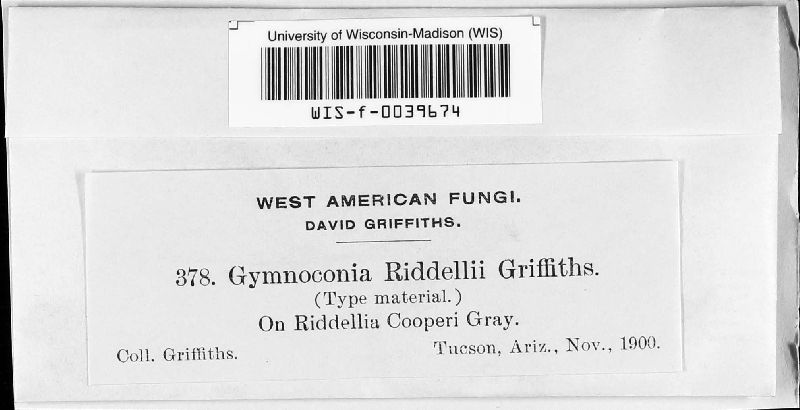 University of Wisconsin-Madison (WIS)
WIS-f-0039674
WEST AMERICAN FUNGI.
DAVID GRIFFITHS.
378. Gymnoconia Riddellii Griffiths.
(Type material.)
On Riddellia Cooperi Gray.
Coll. Griffiths. Tucson, Ariz., Nov., 1900.